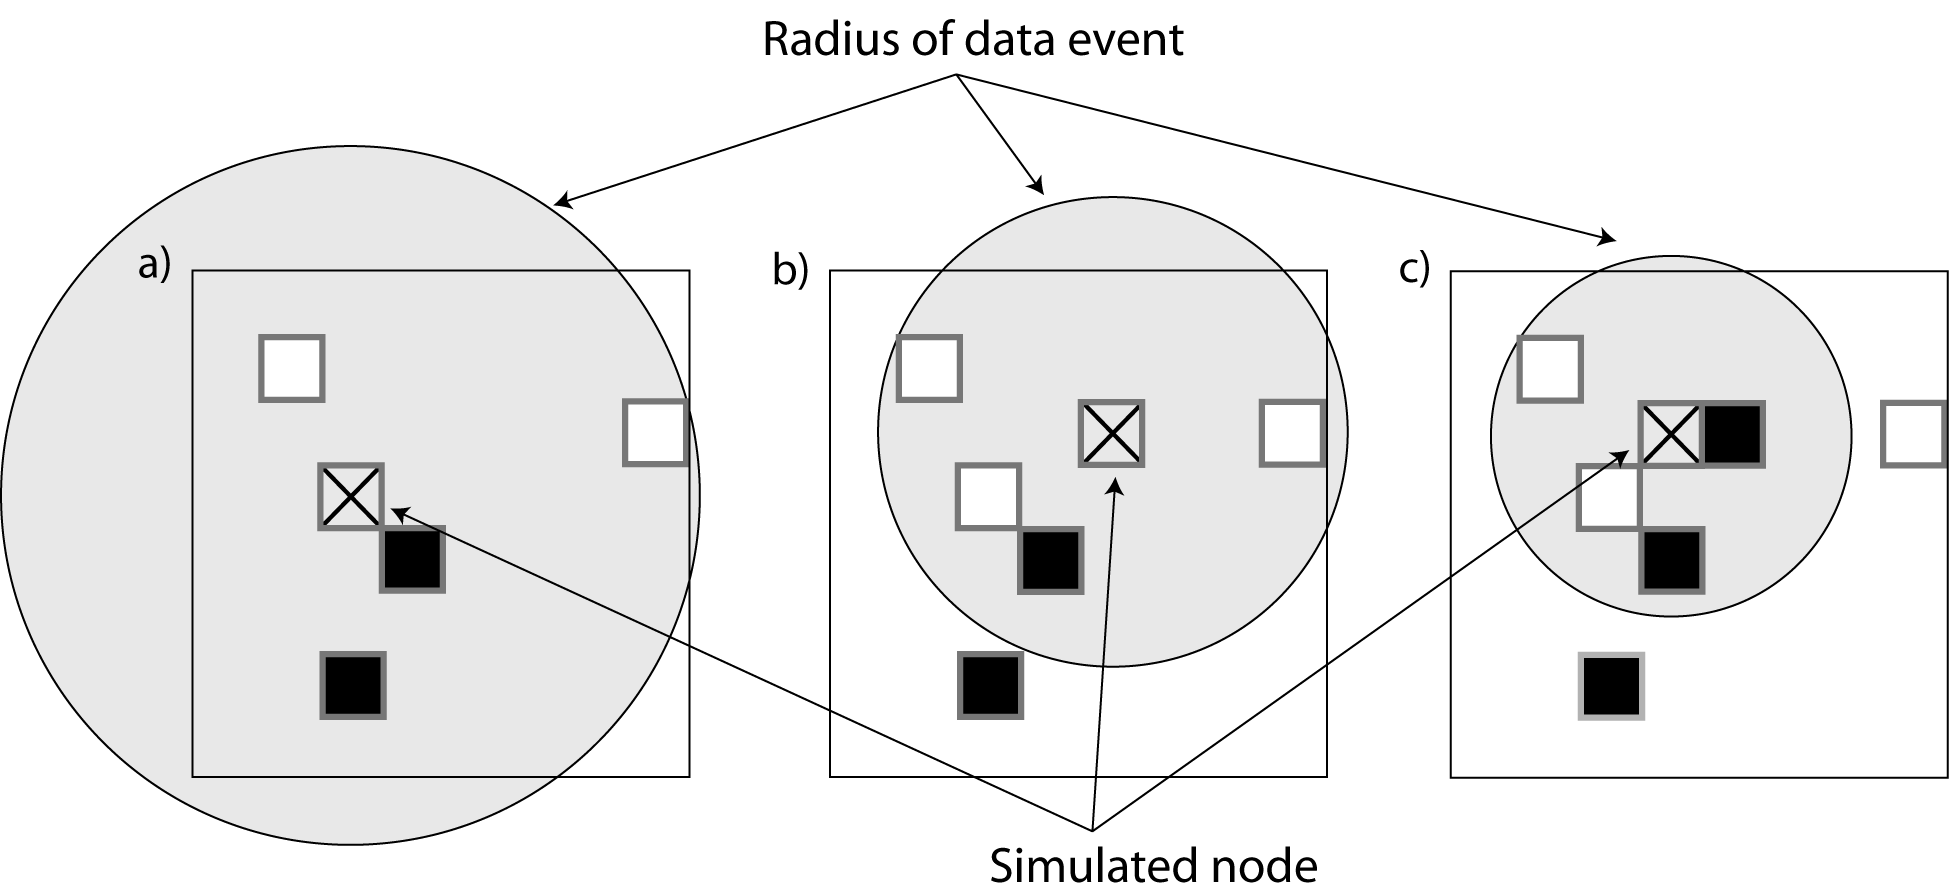 Radius of data event
a)
b)
c)
Simulated node